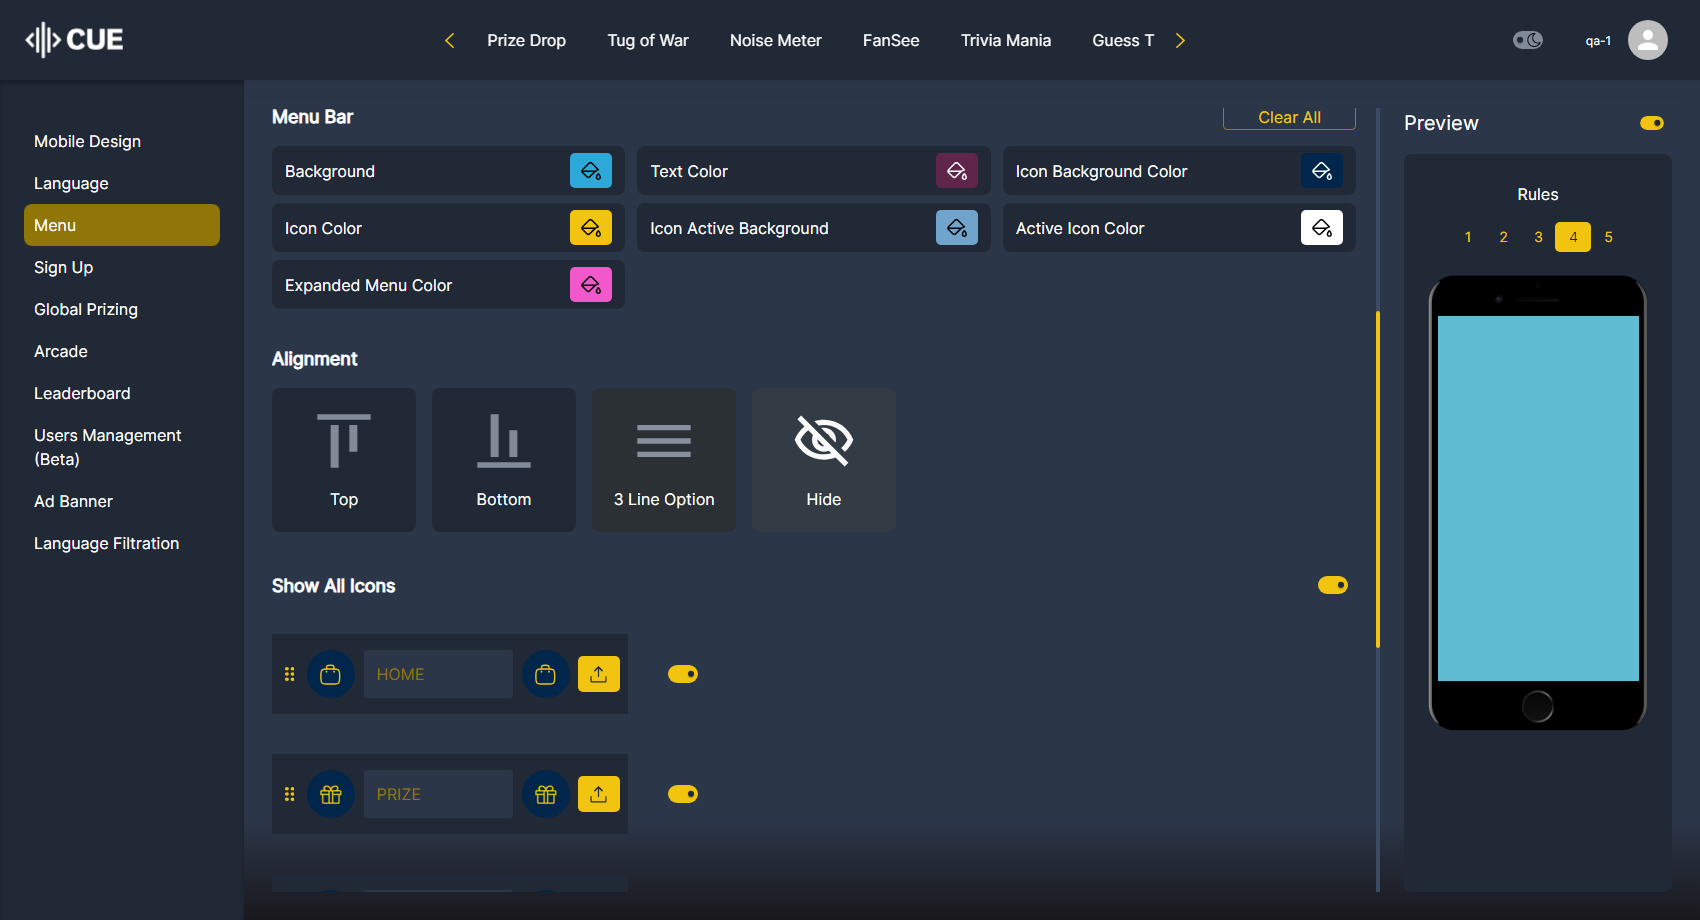 CUE
Prize Drop
Tug of War
Noise Meter
FanSee
Trivia Mania
Guess T
qa-1
Mobile Design
Language
Menu
Sign Up
Global Prizing
Arcade
Leaderboard
Users Management
(Beta)
Ad Banner
Language Filtration
Menu Bar
Clear All
Background
Text Color
Icon Background Color
Icon Color
Icon Active Background
Active Icon Color
Expanded Menu Color
Alignment
Top
Bottom
3 Line Option
Hide
Show All Icons
HOME
PRIZE
Preview
Rules
1 2 3 4 5